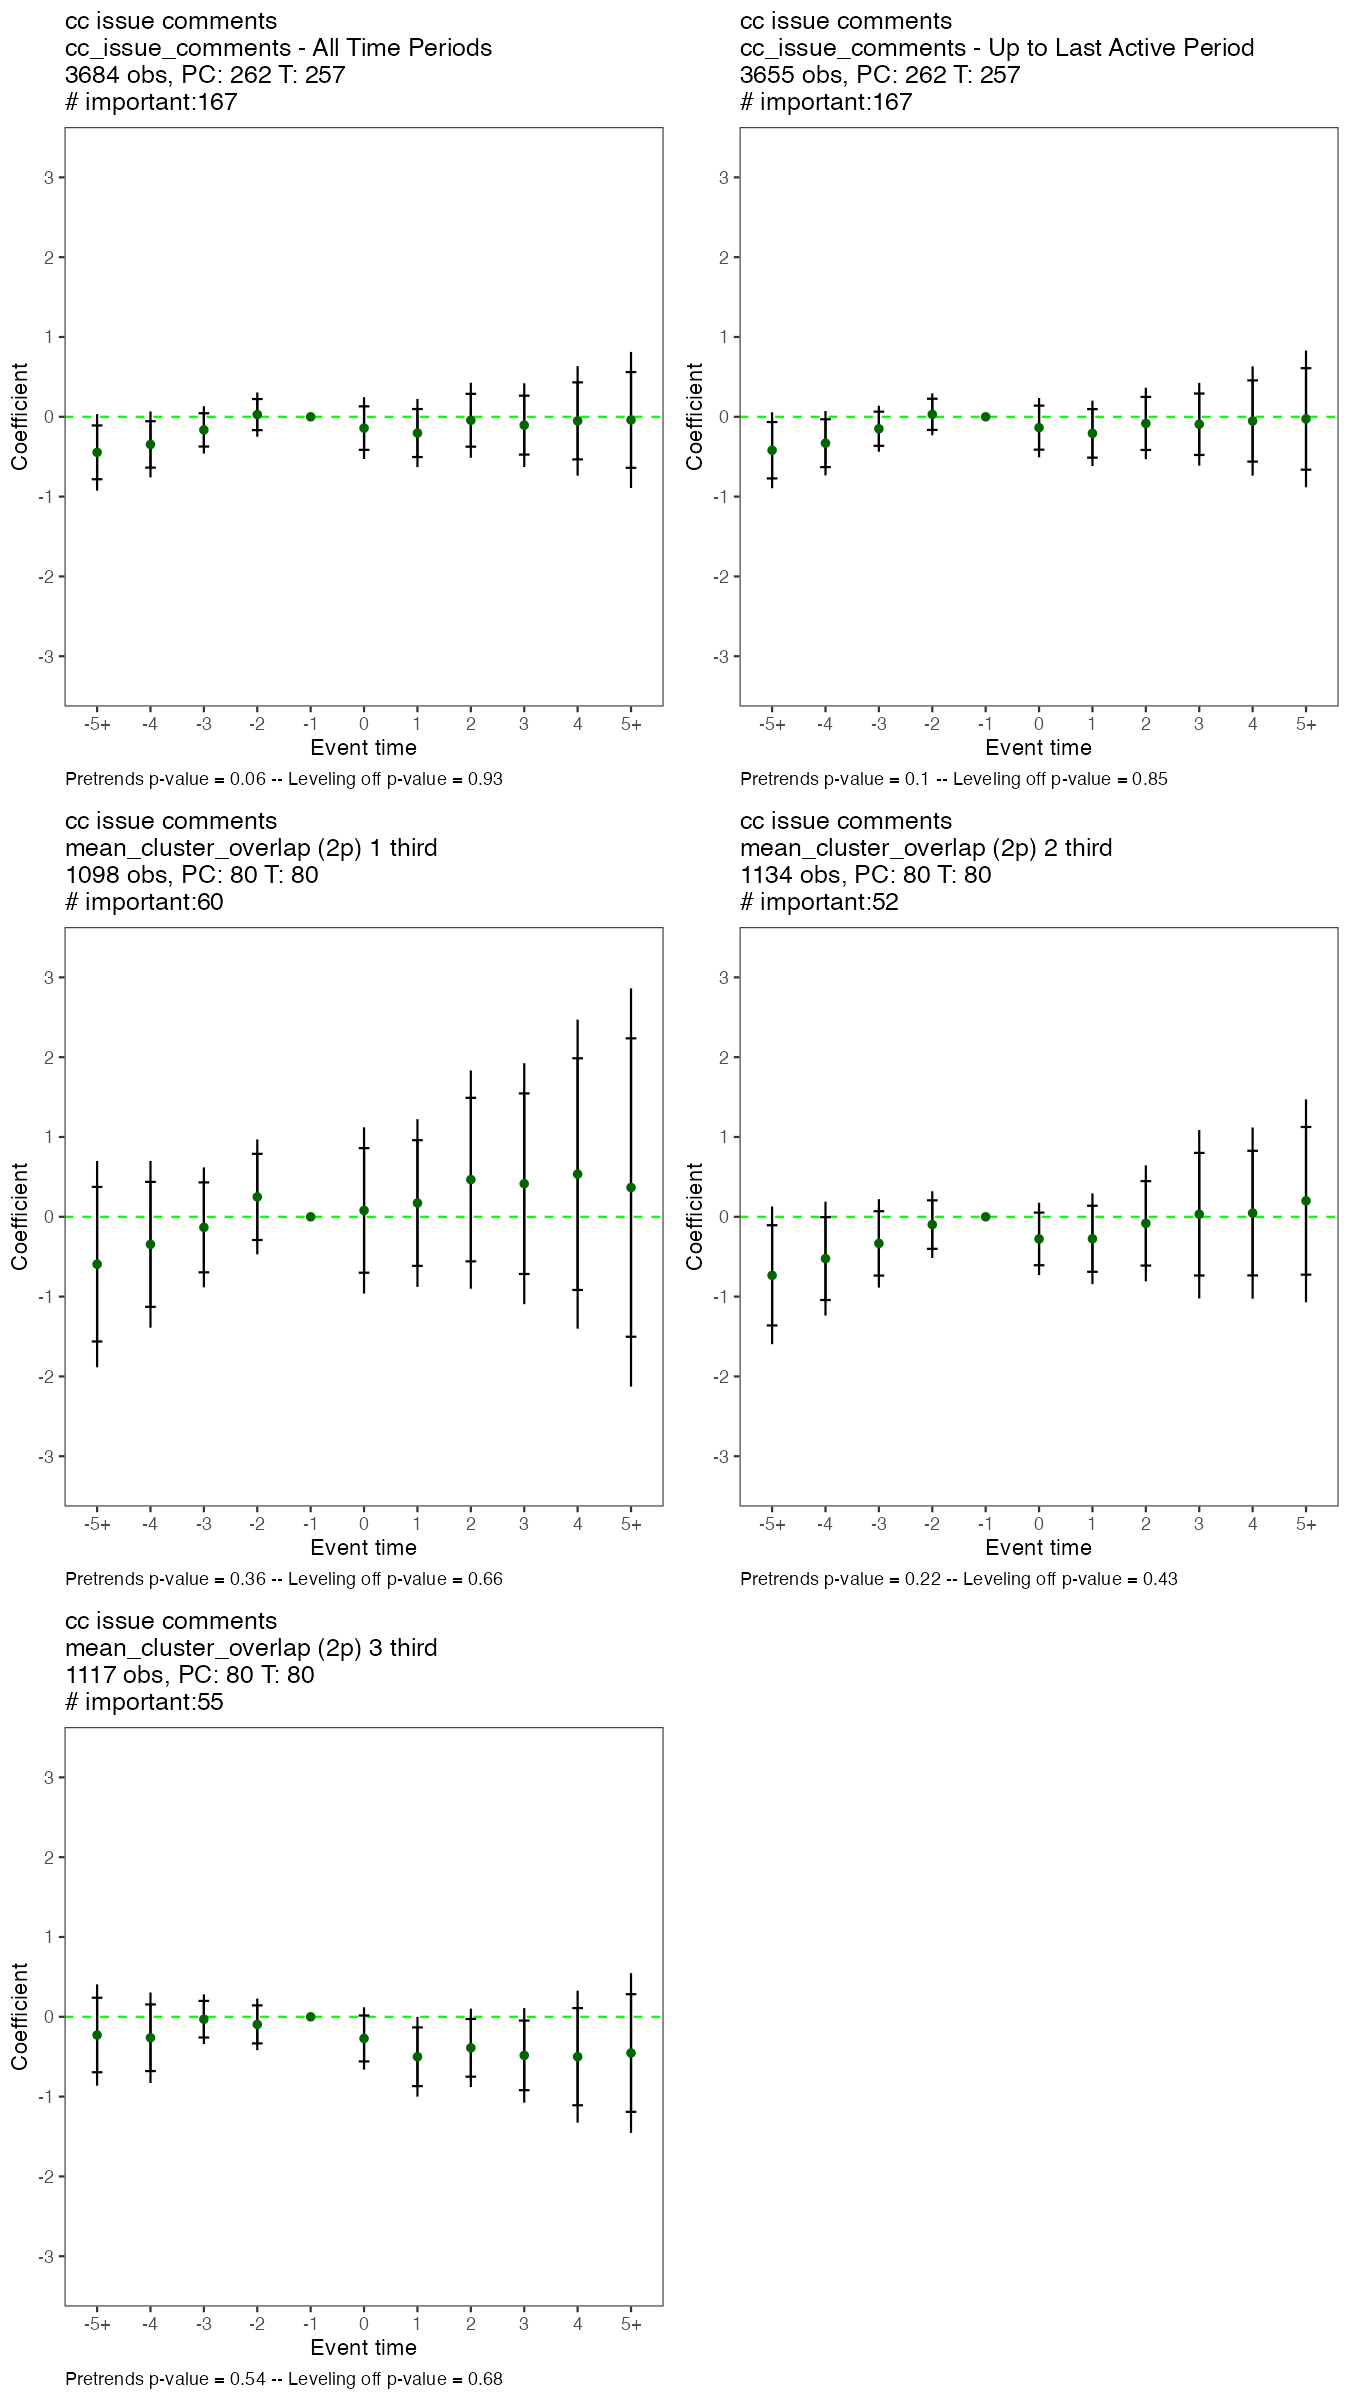 cc issue comments
cc_issue_comments - All Time Periods
3684 obs, PC: 262 T: 257
# important:167
3
2
1
0
-1
-2
-3
Coefficient
-5+ -4 -3 -2 -1 0 1 2 3 4 5+
Event time
Pretrends p-value = 0.06 -- Leveling off p-value = 0.93
cc issue comments
cc_issue_comments - Up to Last Active Period
3655 obs, PC: 262 T: 257
# important:167
3
2
1
0
-1
-2
-3
Coefficient
-5+ -4 -3 -2 -1 0 1 2 3 4 5+
Event time
Pretrends p-value = 0.1 -- Leveling off p-value = 0.85
cc issue comments
mean_cluster_overlap (2p) 1 third
1098 obs, PC: 80 T: 80
# important:60
3
2
1
0
-1
-2
-3
Coefficient
-5+ -4 -3 -2 -1 0 1 2 3 4 5+
Event time
Pretrends p-value = 0.36 -- Leveling off p-value = 0.66
cc issue comments
mean_cluster_overlap (2p) 2 third
1134 obs, PC: 80 T: 80
# important:52
3
2
1
0
-1
-2
-3
Coefficient
-5+ -4 -3 -2 -1 0 1 2 3 4 5+
Event time
Pretrends p-value = 0.22 -- Leveling off p-value = 0.43
cc issue comments
mean_cluster_overlap (2p) 3 third
1117 obs, PC: 80 T: 80
# important:55
3
2
1
0
-1
-2
-3
Coefficient
-5+ -4 -3 -2 -1 0 1 2 3 4 5+
Event time
Pretrends p-value = 0.54 -- Leveling off p-value = 0.68